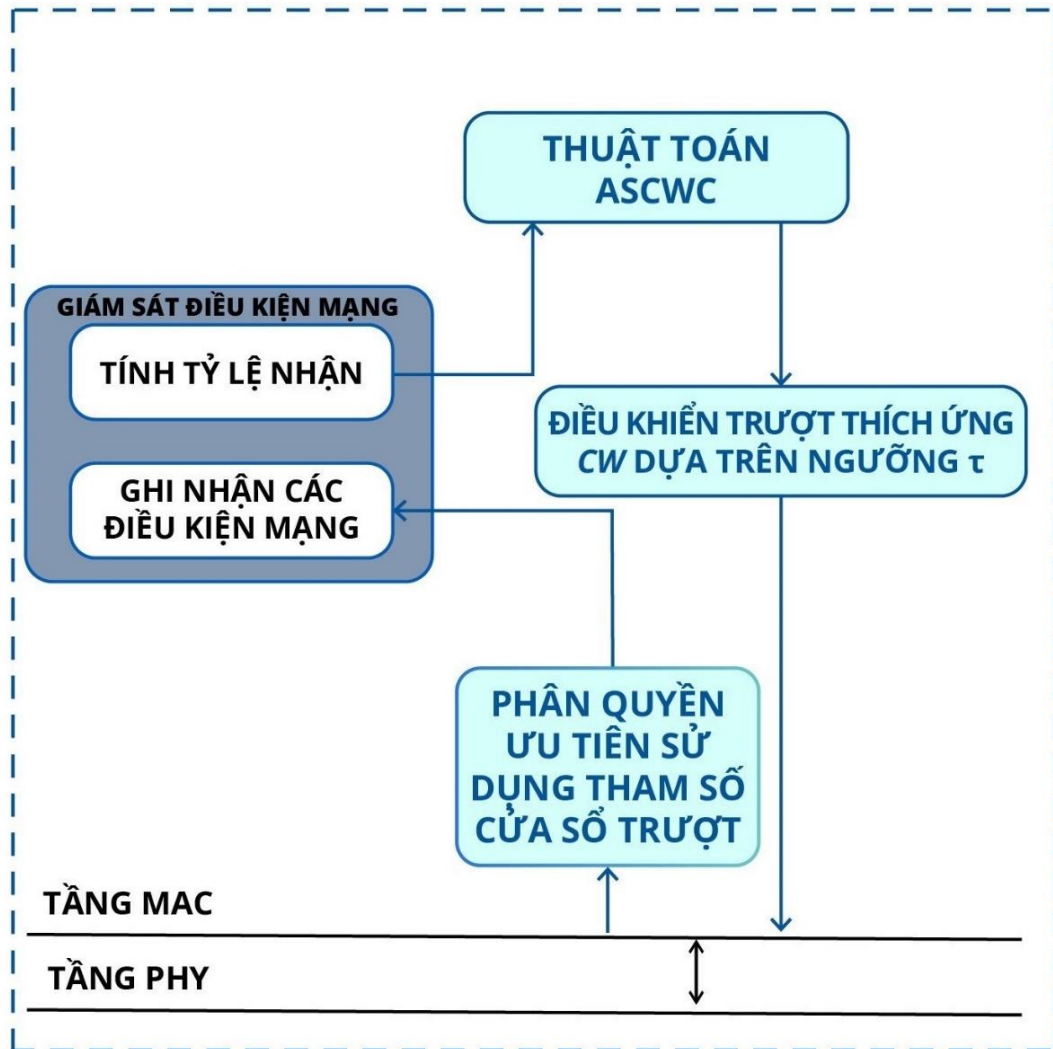 THUẬT TOÁN
ASCWC
GIÁM SÁT ĐIỀU KIỆN MẠNG
TÍNH TỶ LỆ NHẬN
ĐIỀU KHIỂN TRƯỢT THÍCH ỨNG
CW DỰA TRÊN NGƯỠNG τ
GHI NHẬN CÁC
ĐIỀU KIỆN MẠNG
PHÂN QUYỀN
ƯU TIÊN SỬ
DỤNG THAM SỐ
CỬA SỔ TRƯỢT
TẦNG MAC
TẦNG PHY